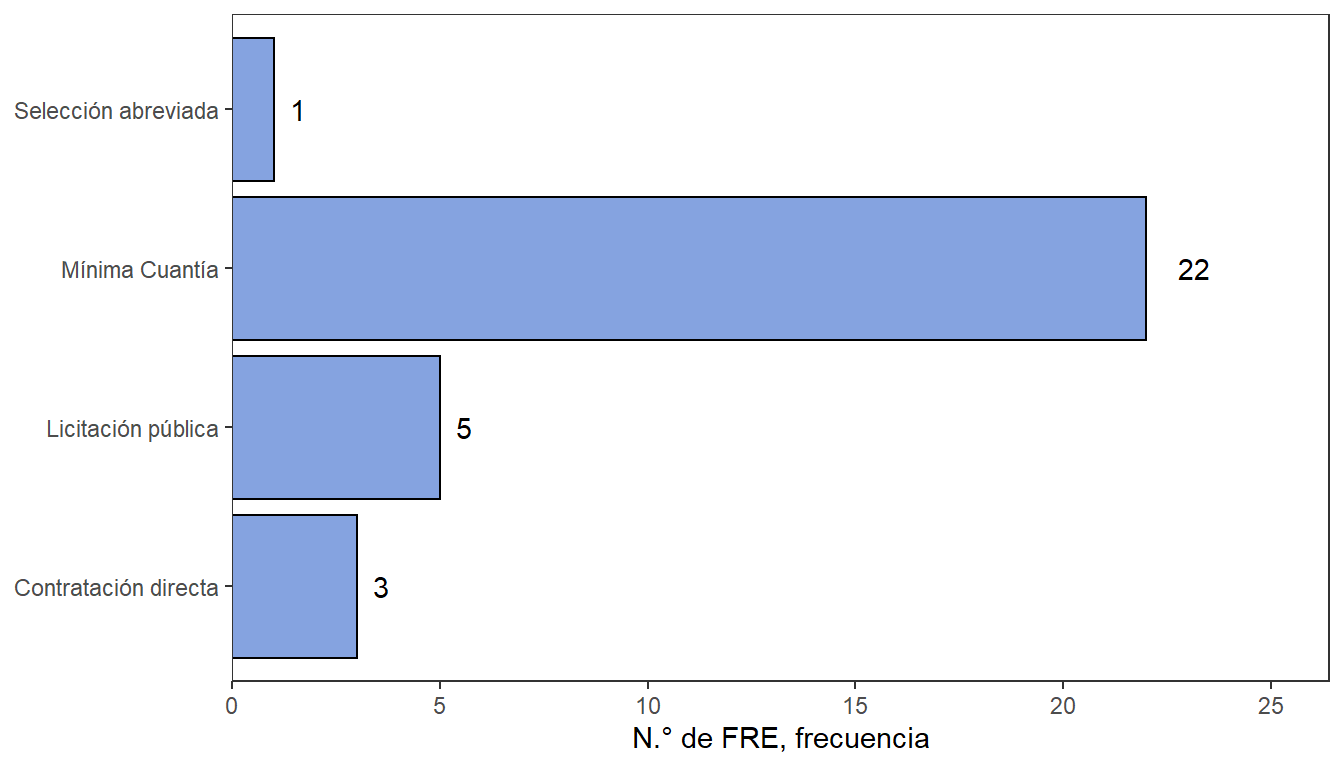 Selección abreviada
1
Mínima Cuantía
22
Licitación pública
5
Contratación directa
3
0 5 10 15 20 25
N.° de FRE, frecuencia